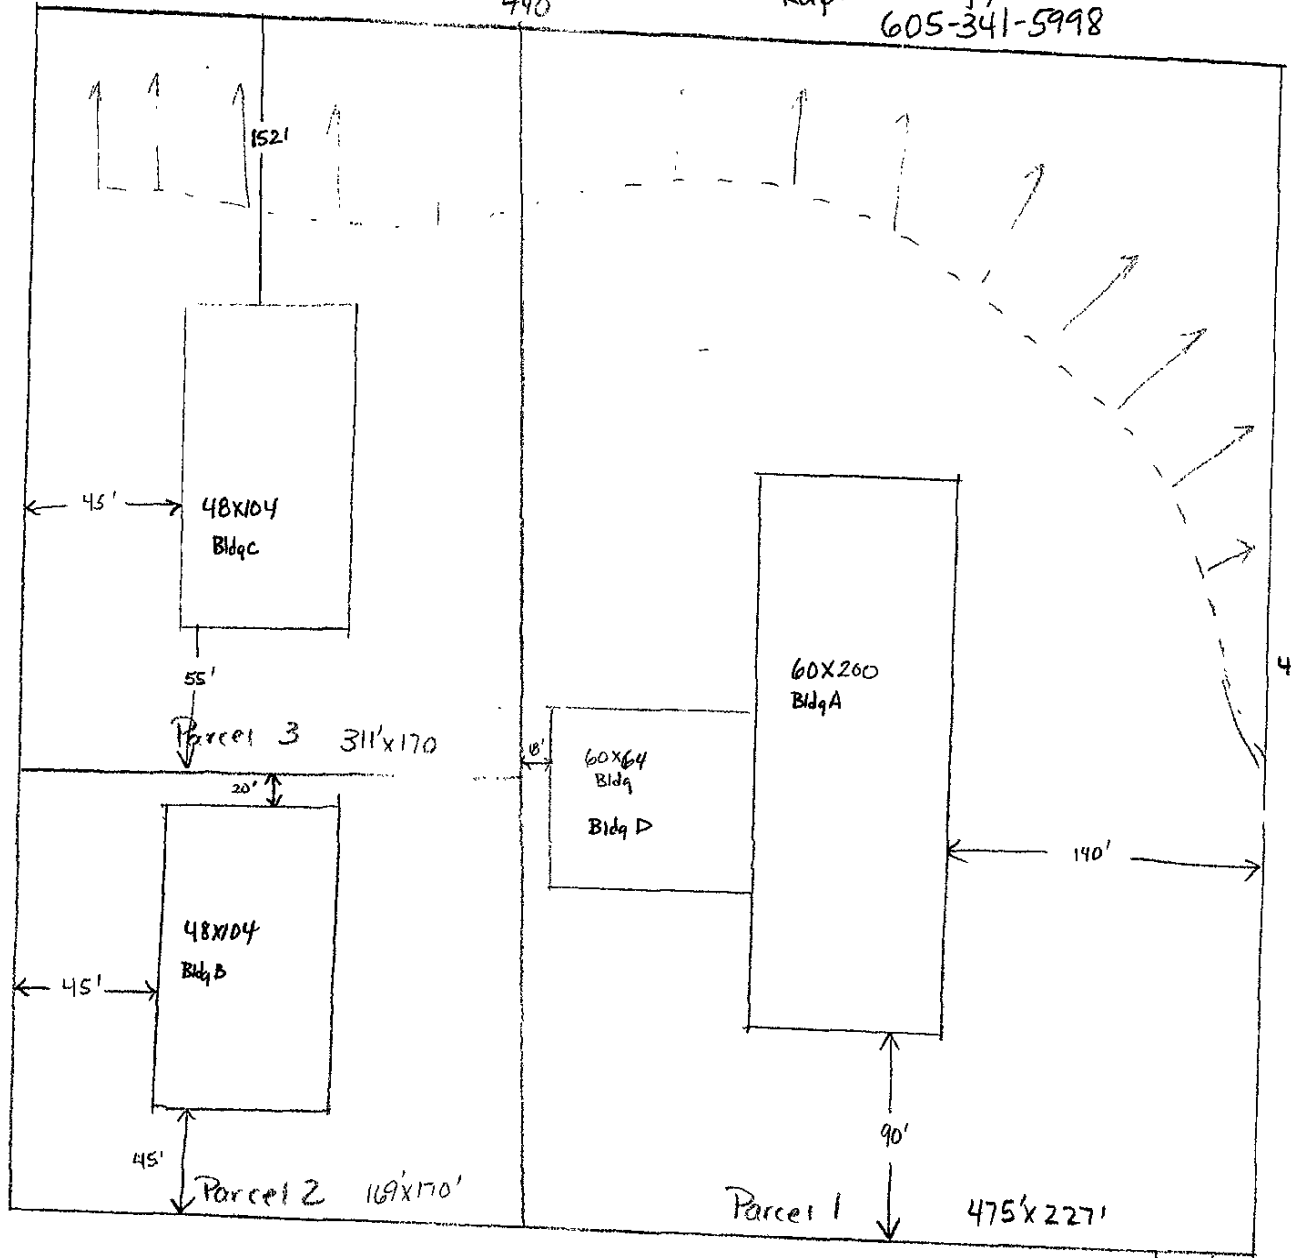 440
605-341-5998
152'
45'
48X104
Bldg C
55'
Parcel 3 311'x170
20'
18'
60X64
Bldg
Bldg D
60X200
Bldg A
4
140'
48X104
Bldg B
45'
45'
90'
Parcel 2 169'x170'
Parcel 1 475'x227'